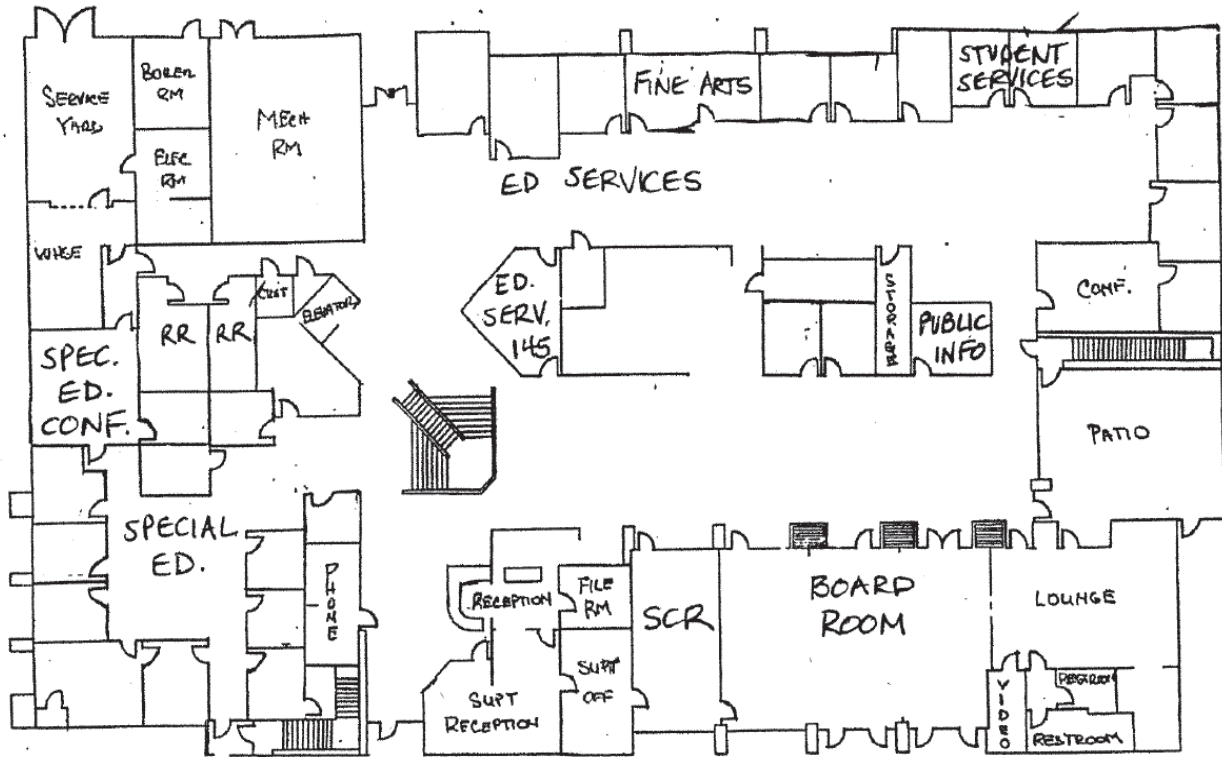 SERVICE
YARD
BOILER
RM
MECH
RM
ELEC
RM
FINE ARTS
STUDENT
SERVICES
ED SERVICES
CUST
ELEVATOR
RR
RR
SPEC.
ED.
CONF.
ED.
SERV.
145
STORAGE
PUBLIC
INFO
CONF.
PATIO
SPECIAL
ED.
PHONE
RECEPTION
FILE
RM
SCR
BOARD
ROOM
LOUNGE
SUPT
RECEPTION
SUPT
OFF
VIDEO
RESTROOM
RESTROOM